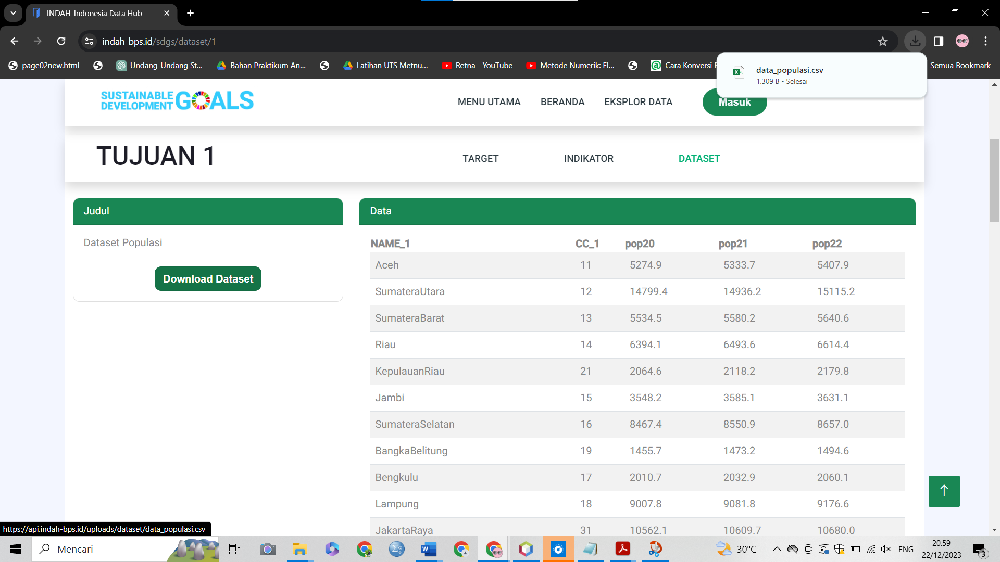 INDAH-Indonesia Data Hub
indah-bps.id/sdgs/dataset/1
page02new.html Undang-Undang St... Bahan Praktikum An... Latihan UTS Metnu... Retna - YouTube Metode Numerik: Fl... Cara Konversi Semua Bookmark
data_populasi.csv
1.309 B • Selesai
SUSTAINABLE DEVELOPMENT GOALS
MENU UTAMA BERANDA EKSPLOR DATA Masuk
TUJUAN 1 TARGET INDIKATOR DATASET
Judul
Dataset Populasi
Download Dataset
Data
NAME_1 CC_1 pop20 pop21 pop22
Aceh 11 5274.9 5333.7 5407.9
SumateraUtara 12 14799.4 14936.2 15115.2
SumateraBarat 13 5534.5 5580.2 5640.6
Riau 14 6394.1 6493.6 6614.4
KepulauanRiau 21 2064.6 2118.2 2179.8
Jambi 15 3548.2 3585.1 3631.1
SumateraSelatan 16 8467.4 8550.9 8657.0
BangkaBelitung 19 1455.7 1473.2 1494.6
Bengkulu 17 2010.7 2032.9 2060.1
Lampung 18 9007.8 9081.8 9176.6
JakartaRaya 31 10562.1 10609.7 10680.0
https://api.indah-bps.id/uploads/dataset/data_populasi.csv
Mencari 30°C ENG
20.59
22/12/2023
3